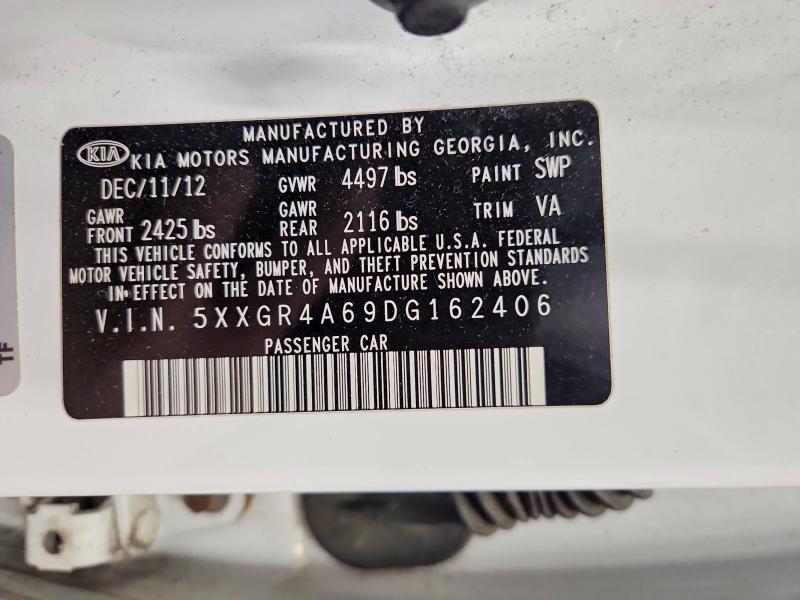 MANUFACTURED BY
KIA KIA MOTORS MANUFACTURING GEORGIA, INC.
DEC/11/12 GVWR 4497 lbs PAINT SWP
GAWR FRONT 2425 lbs GAWR REAR 2116 lbs TRIM VA
THIS VEHICLE CONFORMS TO ALL APPLICABLE U.S.A. FEDERAL
MOTOR VEHICLE SAFETY, BUMPER, AND THEFT PREVENTION STANDARDS
IN EFFECT ON THE DATE OF MANUFACTURE SHOWN ABOVE.
V.I.N. 5XXGR4A69DG162406
PASSENGER CAR
TF